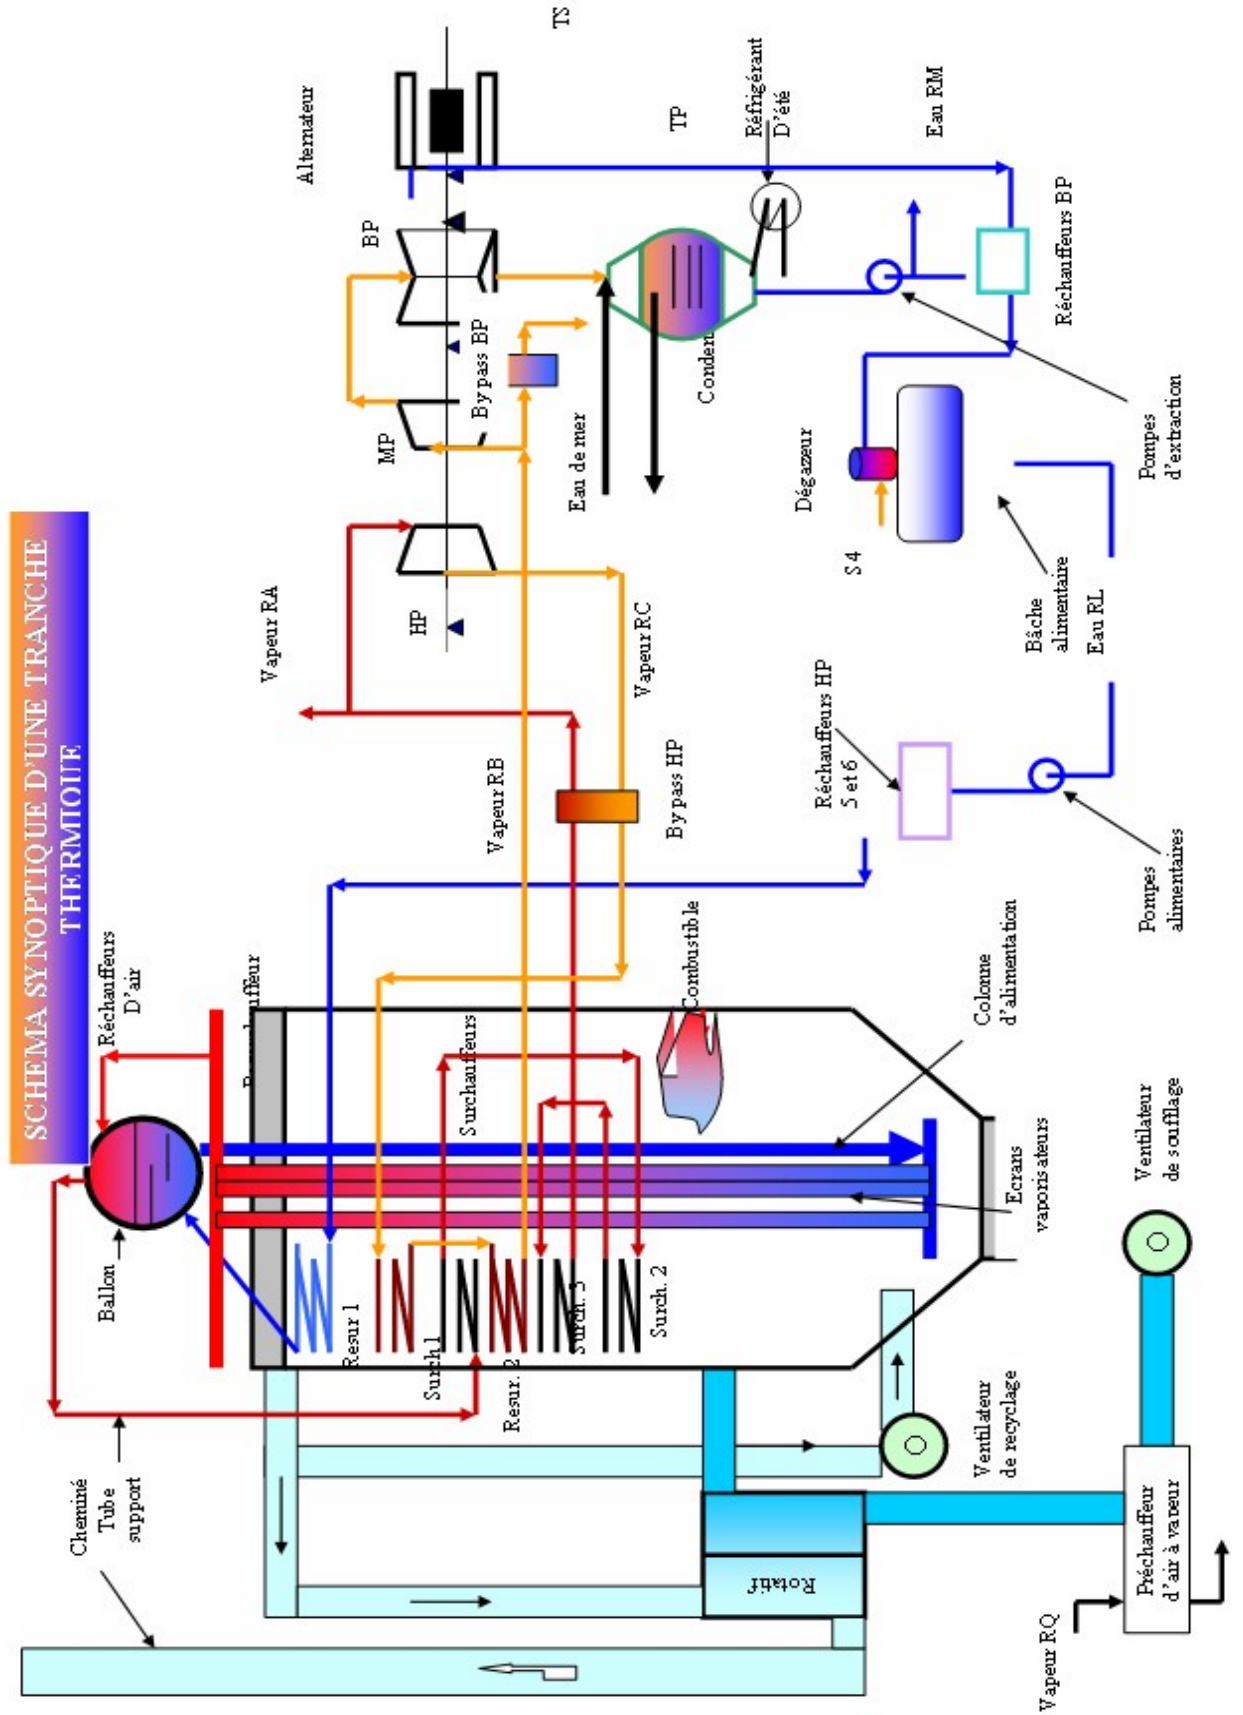 SCHEMA SYNOPTIQUE D'UNE TRANCHE
THERMIQUE
Cheminé
Tube
support
Ballon
Réchauffeurs
D'air
Vapeur RA
Alternateur
HP
MP
BP
TS
Resur 1
Surch 1
Resur. 2
Surch. 3
Surch. 2
Surchauffeurs
Vapeur RB
Vapeur RC
Bypass HP
Bypass BP
Eau de mer
Conden
TP
Réfrigérant
D'été
Combustible
Réchauffeurs HP
5 et 6
Dégazeur
S 4
Eau RM
Réchauffeurs BP
Bâche
alimentaire
Eau RL
Pompes
d'extraction
Pompes
alimentaires
Colonne
d'alimentation
Ecrans
vaporisateurs
Ventilateur
de soufflage
Ventilateur
de recyclage
Rotatif
Préchauffeur
d'air à vapeur
Vapeur RQ